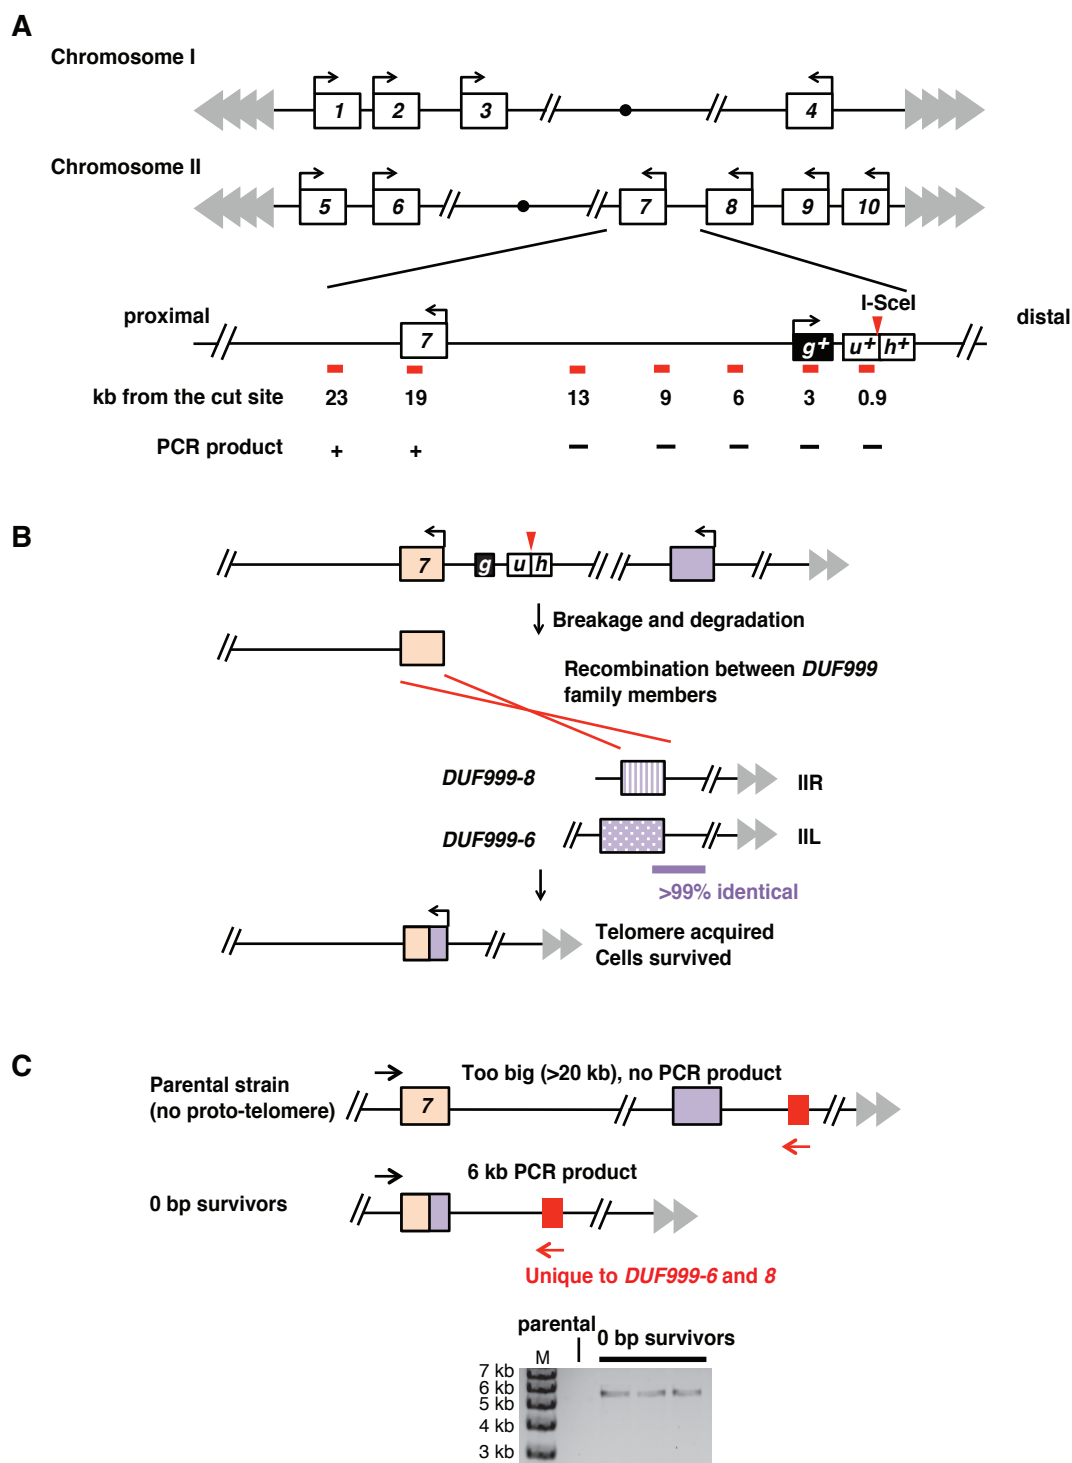 A
Chromosome I
1 2 3 4
Chromosome II
5 6 7 8 9 10
I-SceI
proximal
distal
7 g+ u+ h+
kb from the cut site 23 19 13 9 6 3 0.9
PCR product + + – – – – –
B
7 g u h
Breakage and degradation
Recombination between DUF999
family members
DUF999-8
IIR
DUF999-6
IIL
>99% identical
Telomere acquired
Cells survived
C
Parental strain
(no proto-telomere)
Too big (>20 kb), no PCR product
7
6 kb PCR product
0 bp survivors
Unique to DUF999-6 and 8
parental
0 bp survivors
M
7 kb
6 kb
5 kb
4 kb
3 kb